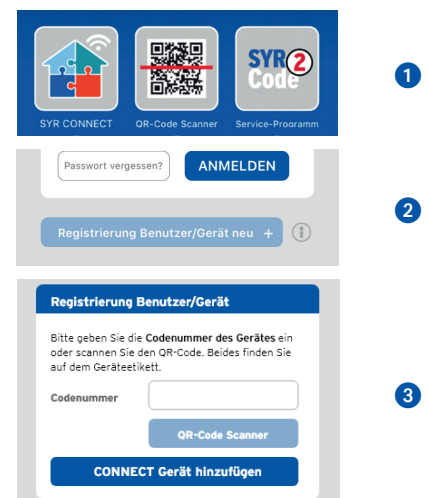 SYR 2
Code
SYR CONNECT
QR-Code Scanner
Service-Programm
1
Passwort vergessen?
ANMELDEN
2
Registrierung Benutzer/Gerät neu +
i
Registrierung Benutzer/Gerät
Bitte geben Sie die Codenummer des Gerätes ein
oder scannen Sie den QR-Code. Beides finden Sie
auf dem Geräteetikett.
Codenummer
3
QR-Code Scanner
CONNECT Gerät hinzufügen